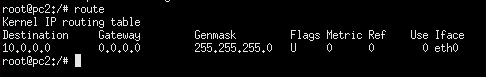 root@pc2:/# route
Kernel IP routing table
Destination Gateway Genmask Flags Metric Ref Use Iface
10.0.0.0 0.0.0.0 255.255.255.0 U 0 0 0 eth0
root@pc2:/#